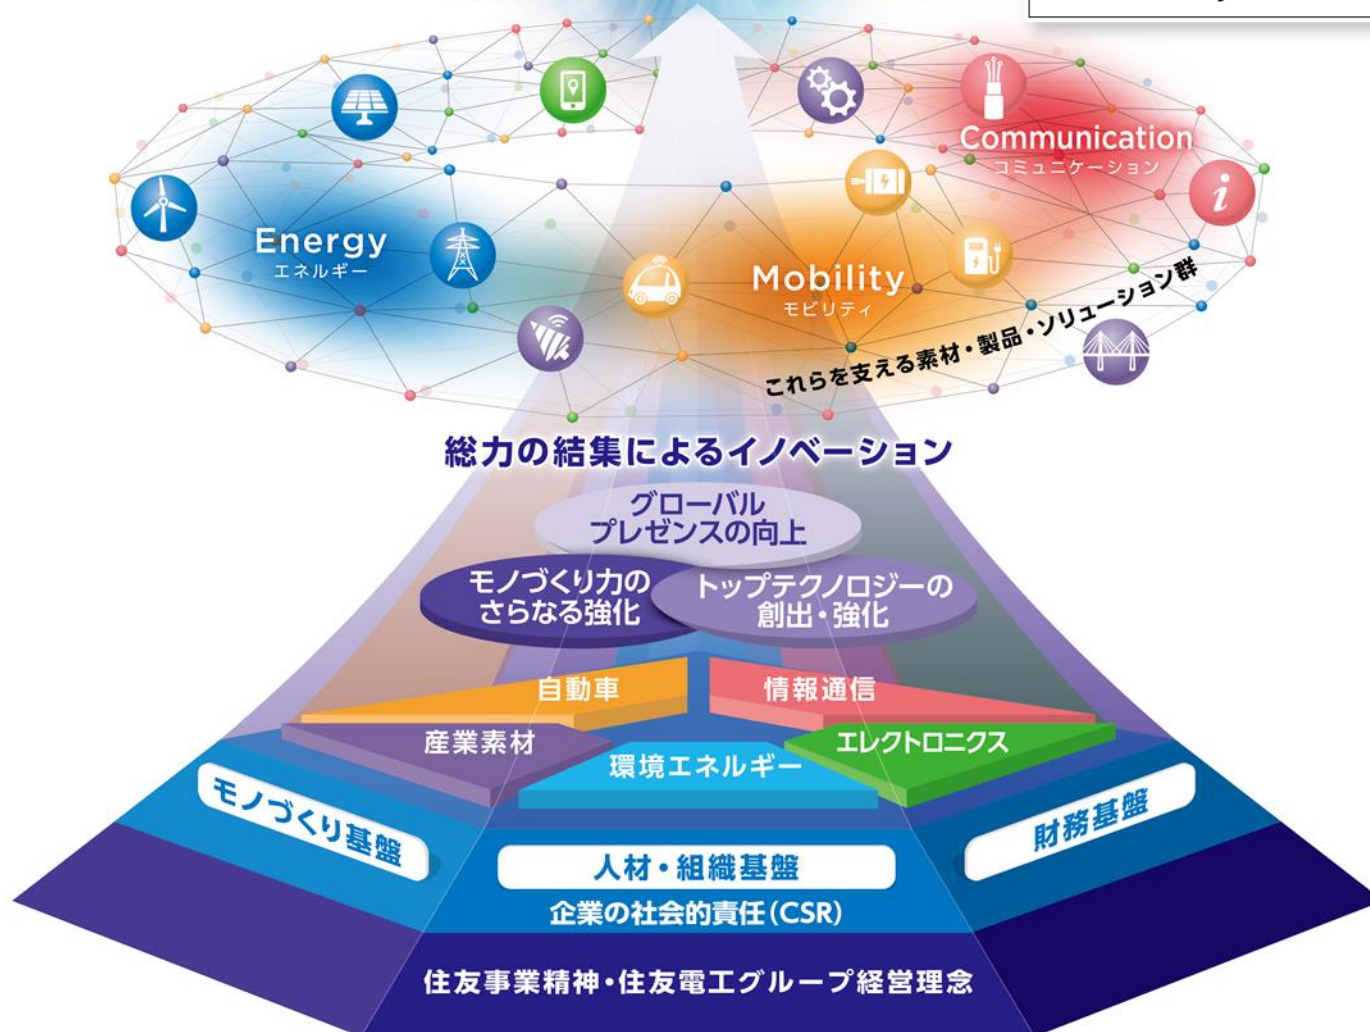 Communication
コミュニケーション
Energy
エネルギー
Mobility
モビリティ
これらを支える素材・製品・ソリューション群
総力の結集によるイノベーション
グローバル
プレゼンスの向上
モノづくり力の
さらなる強化
トップテクノロジーの
創出・強化
自動車
情報通信
産業素材
エレクトロニクス
環境エネルギー
モノづくり基盤
人材・組織基盤
財務基盤
企業の社会的責任(CSR)
住友事業精神・住友電工グループ経営理念